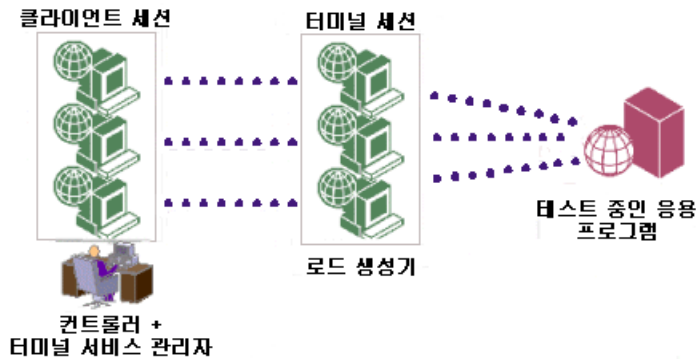 클라이언트 세션
터미널 세션
테스트 중인 응용
프로그램
로드 생성기
컨트롤러 +
터미널 서비스 관리자